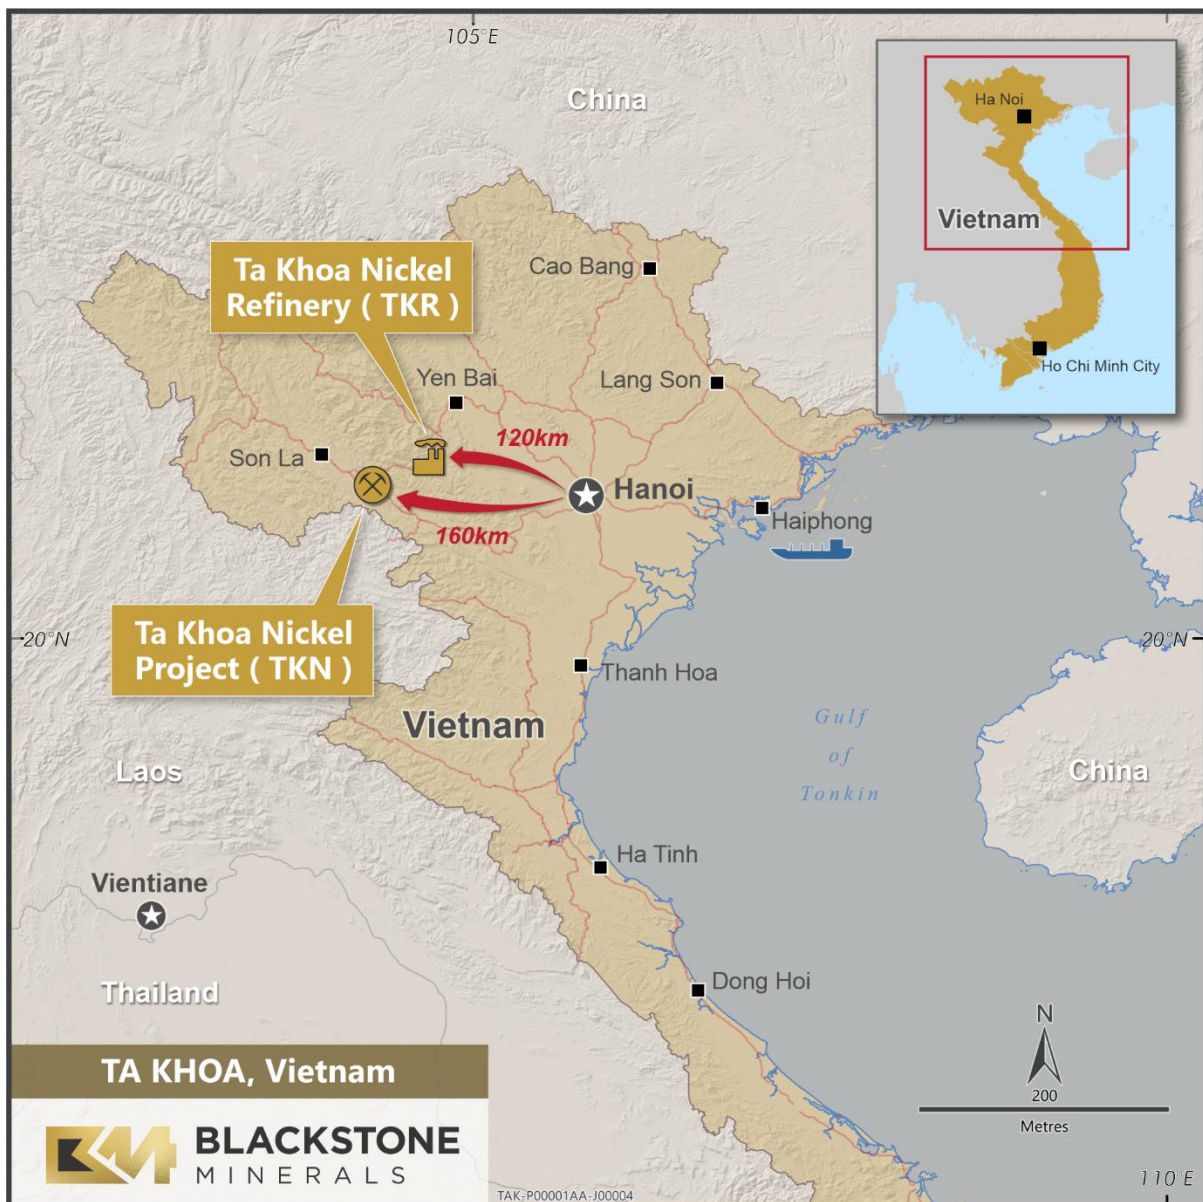 105°E
China
Ha Noi
Vietnam
Ho Chi Minh City
Ta Khoa Nickel
Refinery ( TKR )
Cao Bang
Yen Bai
Lang Son
Son La
120km
Hanoi
160km
Haiphong
Ta Khoa Nickel
Project ( TKN )
20°N
20°N
Thanh Hoa
Vietnam
Gulf
of
Tonkin
Laos
China
Ha Tinh
Vientiane
Thailand
Dong Hoi
N
200
Metres
TA KHOA, Vietnam
BLACKSTONE
MINERALS
TAK-P00001AA-J00004
110°E